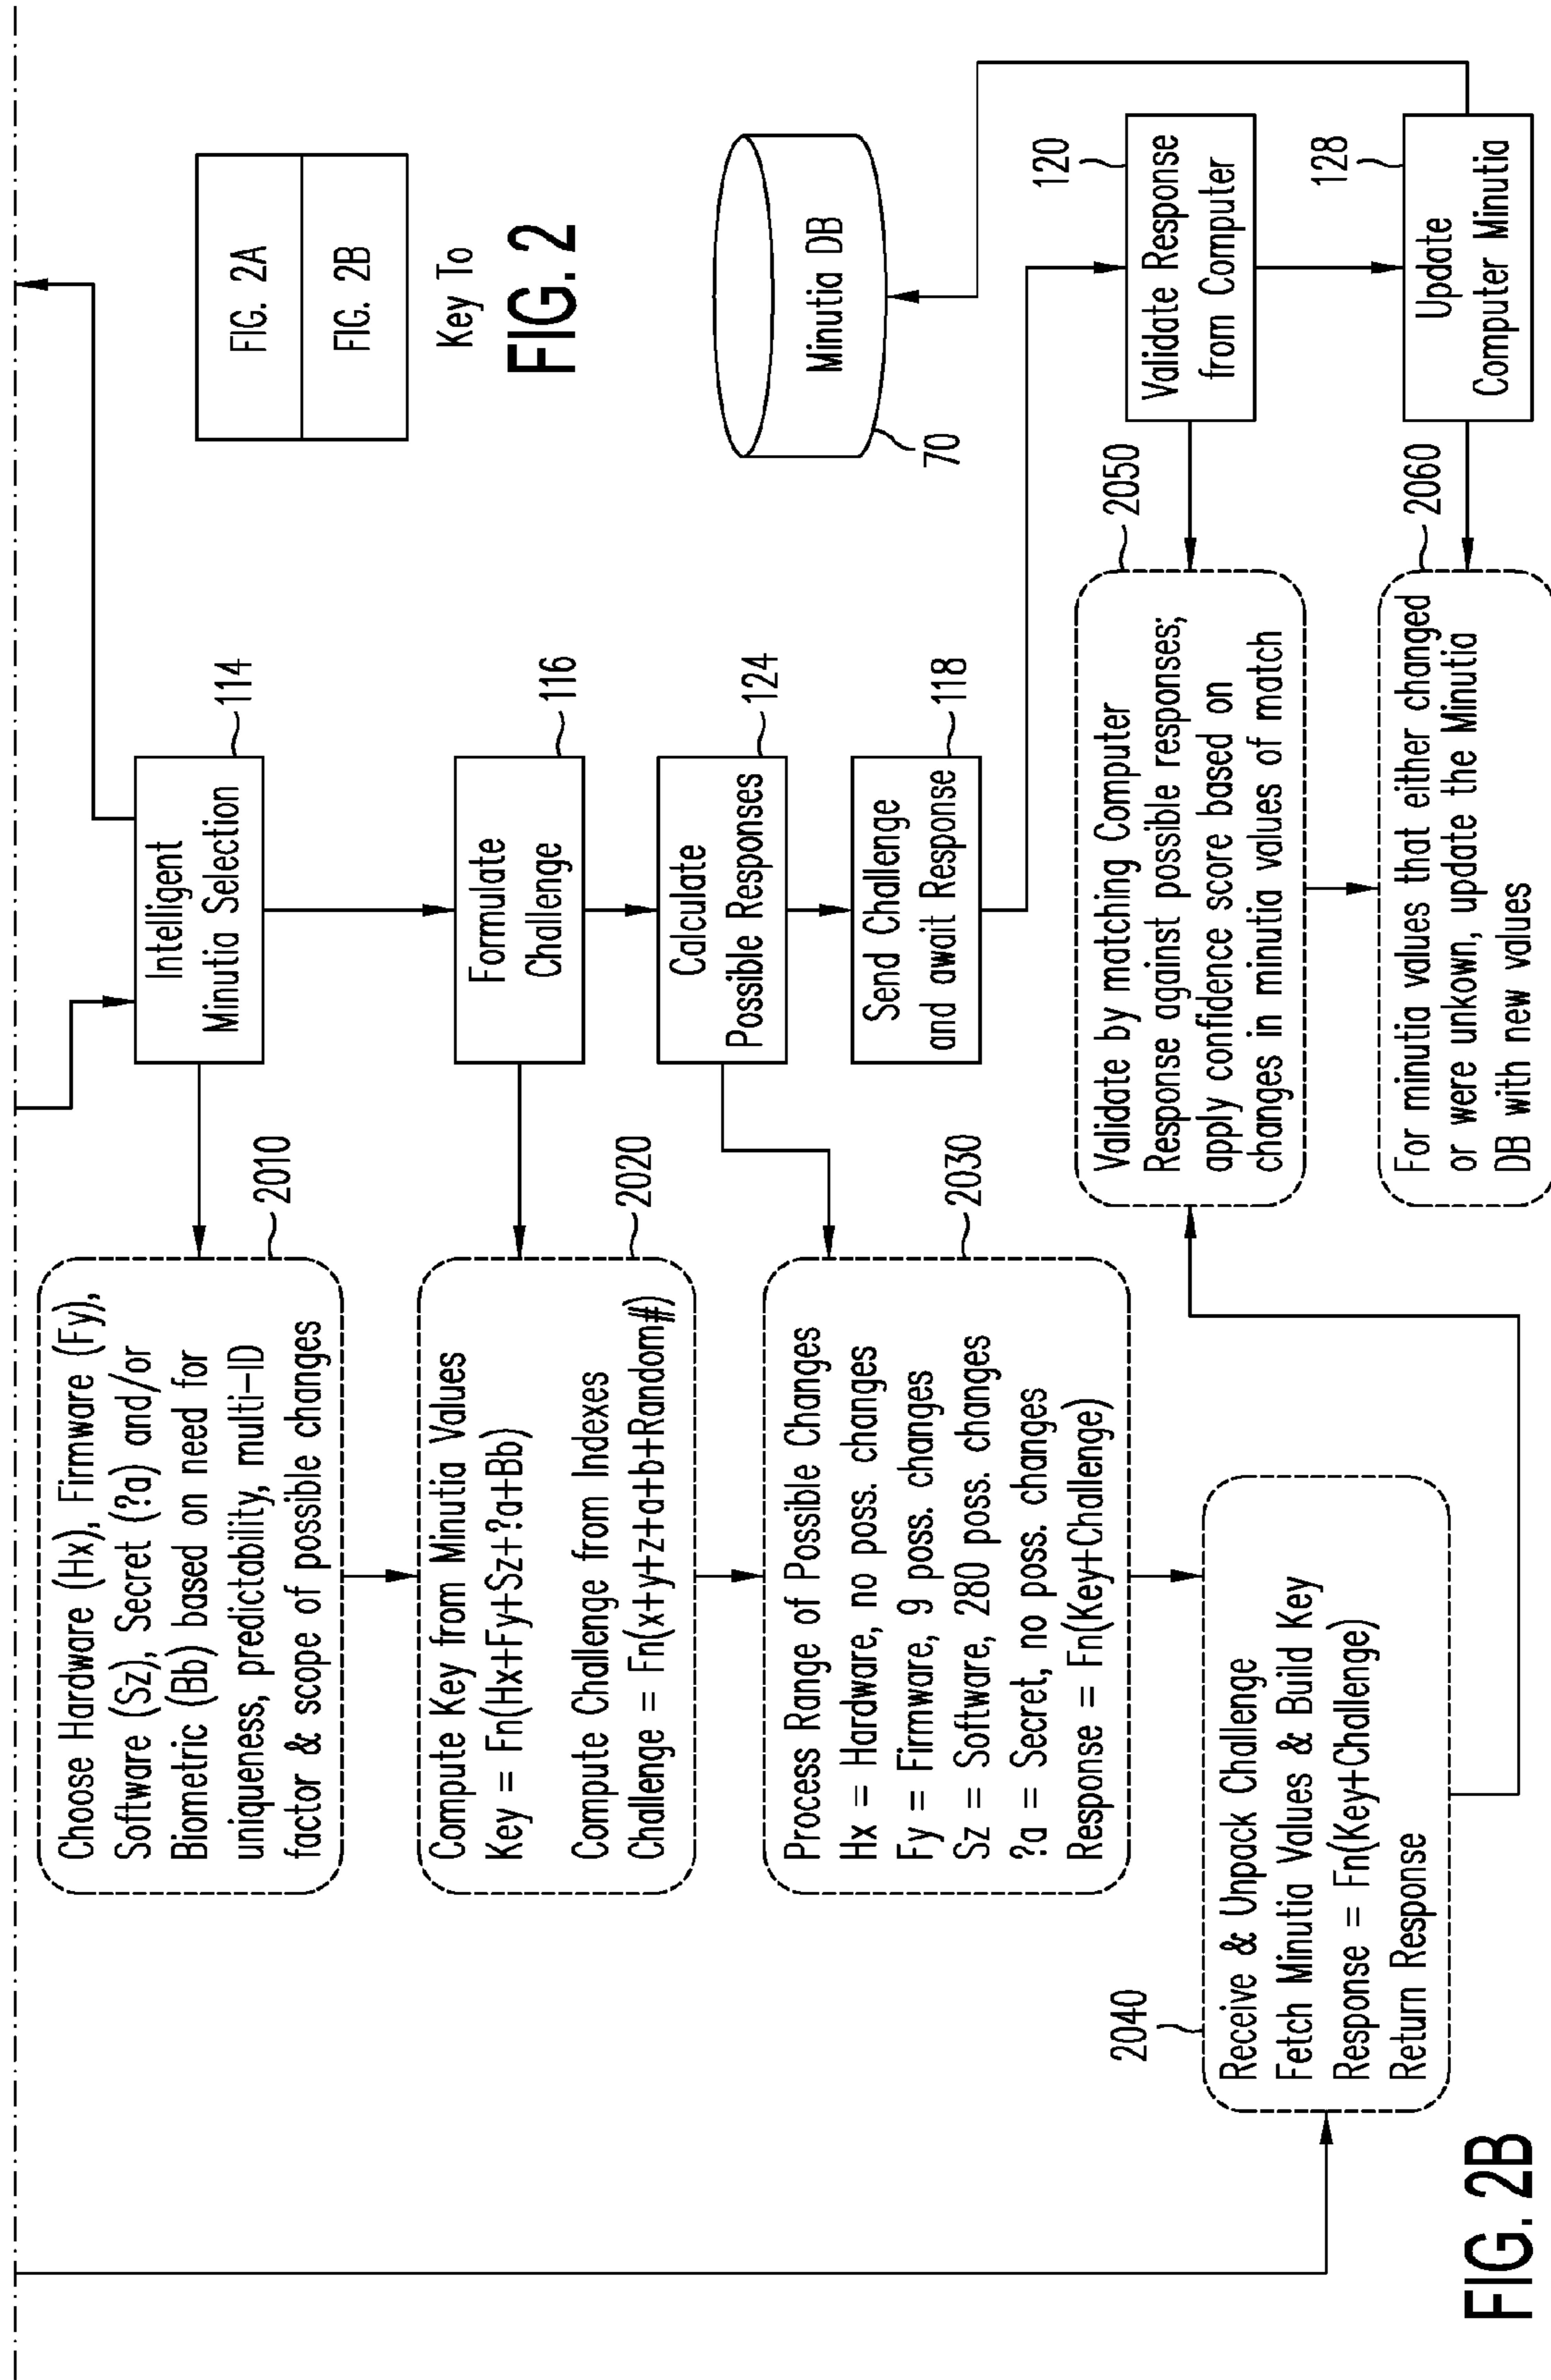 Intelligent
Minutia Selection
114
FIG. 2A
FIG. 2B
Key To
FIG. 2
Choose Hardware (Hx), Firmware (Fy),
Software (Sz), Secret (?a) and/or
Biometric (Bb) based on need for
uniqueness, predictability, multi-ID
factor & scope of possible changes
2010
Formulate
Challenge
116
Compute Key from Minutia Values
Key = Fn(Hx+Fy+Sz+?a+Bb)
Compute Challenge from Indexes
Challenge = Fn(x+y+z+a+b+Random#)
2020
Calculate
Possible Responses
124
Minutia DB
70
Process Range of Possible Changes
Hx = Hardware, no poss. changes
Fy = Firmware, 9 poss. changes
Sz = Software, 280 poss. changes
?a = Secret, no poss. changes
Response = Fn(Key+Challenge)
2030
Send Challenge
and await Response
118
2040
Receive & Unpack Challenge
Fetch Minutia Values & Build Key
Response = Fn(Key+Challenge)
Return Response
Validate by matching Computer
Response against possible responses;
apply confidence score based on
changes in minutia values of match
2050
Validate Response
from Computer
120
For minutia values that either changed
or were unkown, update the Minutia
DB with new values
2060
Update
Computer Minutia
128
FIG. 2B